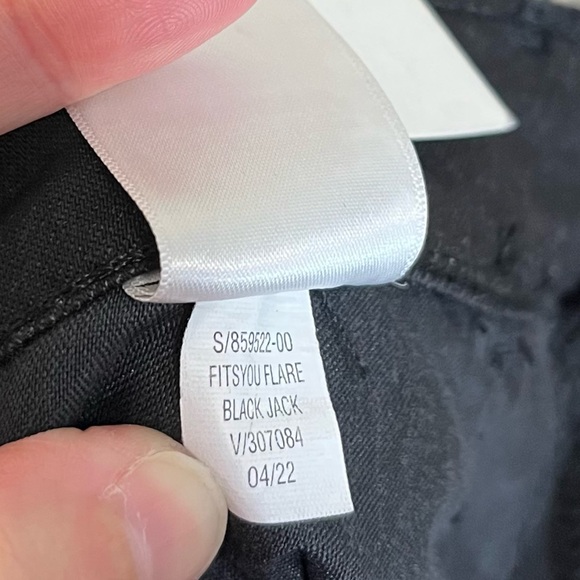 S/859522-00
FITSYOU FLARE
BLACK JACK
V/307084
04/22